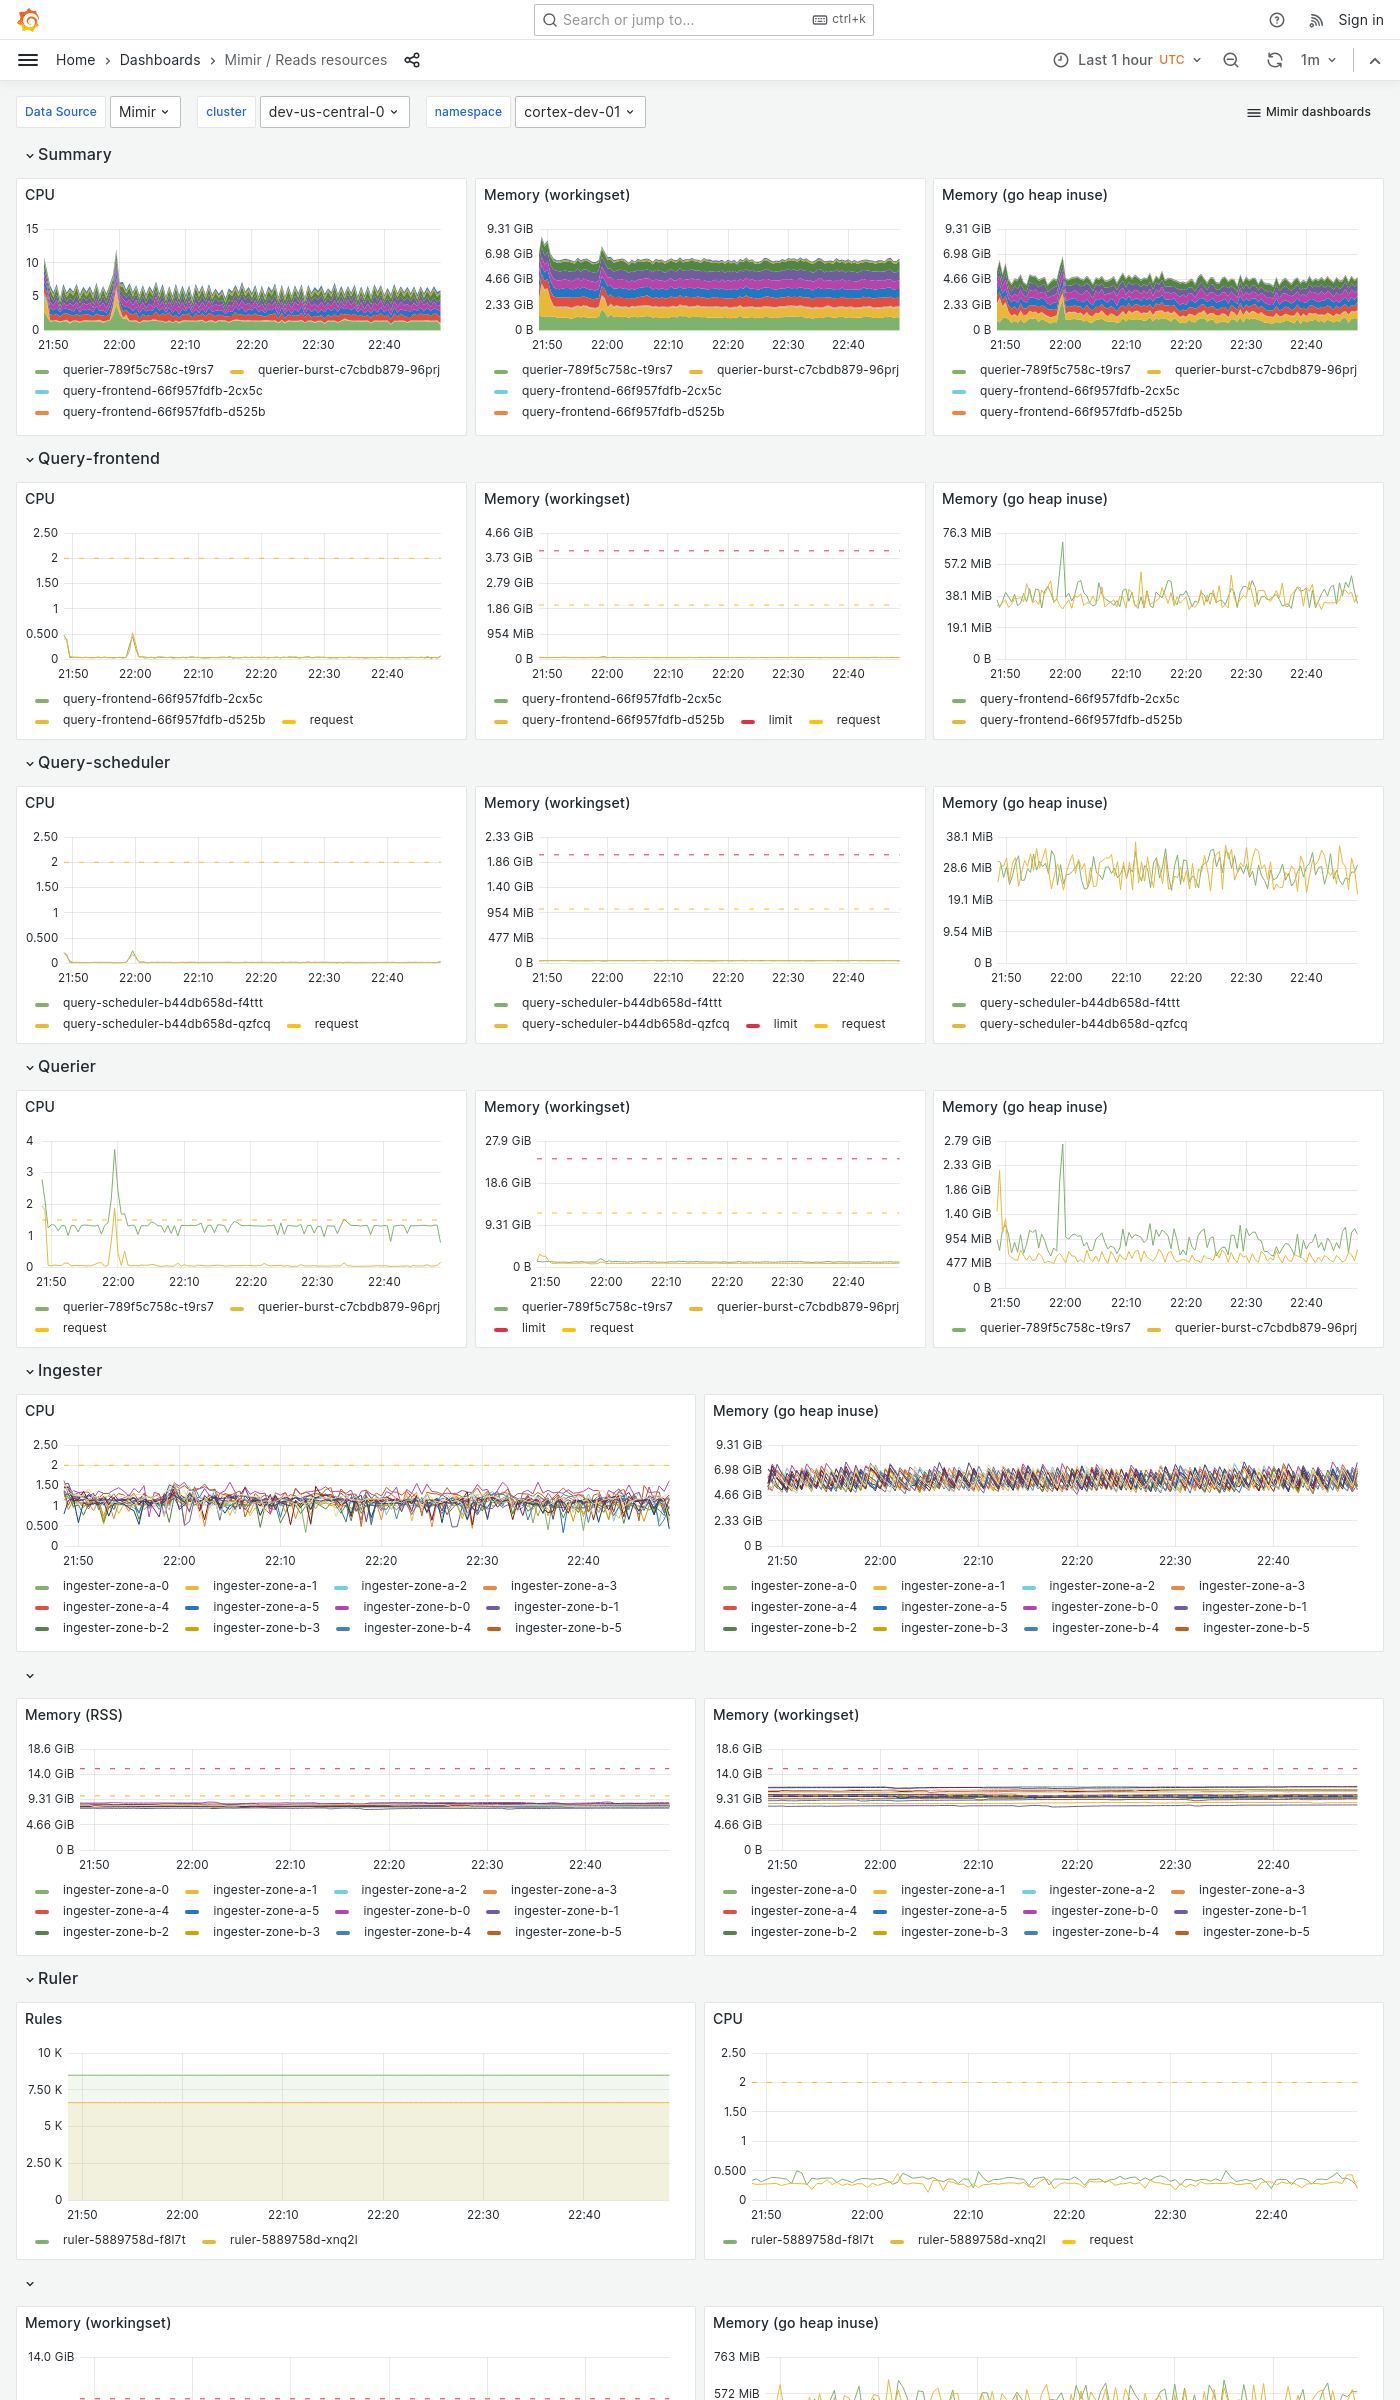 Search or jump to...
ctrl+k
Sign in
Home > Dashboards > Mimir / Reads resources
Last 1 hour UTC
1m
Data Source Mimir cluster dev-us-central-0 namespace cortex-dev-01
Mimir dashboards
Summary
CPU
15
10
5
0
21:50 22:00 22:10 22:20 22:30 22:40
querier-789f5c758c-t9rs7 querier-burst-c7cbdb879-96prj
query-frontend-66f957fdfb-2cx5c
query-frontend-66f957fdfb-d525b
Memory (workingset)
9.31 GiB
6.98 GiB
4.66 GiB
2.33 GiB
0 B
21:50 22:00 22:10 22:20 22:30 22:40
querier-789f5c758c-t9rs7 querier-burst-c7cbdb879-96prj
query-frontend-66f957fdfb-2cx5c
query-frontend-66f957fdfb-d525b
Memory (go heap inuse)
9.31 GiB
6.98 GiB
4.66 GiB
2.33 GiB
0 B
21:50 22:00 22:10 22:20 22:30 22:40
querier-789f5c758c-t9rs7 querier-burst-c7cbdb879-96prj
query-frontend-66f957fdfb-2cx5c
query-frontend-66f957fdfb-d525b
Query-frontend
CPU
2.50
2
1.50
1
0.500
0
21:50 22:00 22:10 22:20 22:30 22:40
query-frontend-66f957fdfb-2cx5c
query-frontend-66f957fdfb-d525b request
Memory (workingset)
4.66 GiB
3.73 GiB
2.79 GiB
1.86 GiB
954 MiB
0 B
21:50 22:00 22:10 22:20 22:30 22:40
query-frontend-66f957fdfb-2cx5c
query-frontend-66f957fdfb-d525b limit request
Memory (go heap inuse)
76.3 MiB
57.2 MiB
38.1 MiB
19.1 MiB
0 B
21:50 22:00 22:10 22:20 22:30 22:40
query-frontend-66f957fdfb-2cx5c
query-frontend-66f957fdfb-d525b
Query-scheduler
CPU
2.50
2
1.50
1
0.500
0
21:50 22:00 22:10 22:20 22:30 22:40
query-scheduler-b44db658d-f4ttt
query-scheduler-b44db658d-qzfcq request
Memory (workingset)
2.33 GiB
1.86 GiB
1.40 GiB
954 MiB
477 MiB
0 B
21:50 22:00 22:10 22:20 22:30 22:40
query-scheduler-b44db658d-f4ttt
query-scheduler-b44db658d-qzfcq limit request
Memory (go heap inuse)
38.1 MiB
28.6 MiB
19.1 MiB
9.54 MiB
0 B
21:50 22:00 22:10 22:20 22:30 22:40
query-scheduler-b44db658d-f4ttt
query-scheduler-b44db658d-qzfcq
Querier
CPU
4
3
2
1
0
21:50 22:00 22:10 22:20 22:30 22:40
querier-789f5c758c-t9rs7 querier-burst-c7cbdb879-96prj
request
Memory (workingset)
27.9 GiB
18.6 GiB
9.31 GiB
0 B
21:50 22:00 22:10 22:20 22:30 22:40
querier-789f5c758c-t9rs7 querier-burst-c7cbdb879-96prj
limit request
Memory (go heap inuse)
2.79 GiB
2.33 GiB
1.86 GiB
1.40 GiB
954 MiB
477 MiB
0 B
21:50 22:00 22:10 22:20 22:30 22:40
querier-789f5c758c-t9rs7 querier-burst-c7cbdb879-96prj
Ingester
CPU
2.50
2
1.50
1
0.500
0
21:50 22:00 22:10 22:20 22:30 22:40
ingester-zone-a-0 ingester-zone-a-1 ingester-zone-a-2 ingester-zone-a-3
ingester-zone-a-4 ingester-zone-a-5 ingester-zone-b-0 ingester-zone-b-1
ingester-zone-b-2 ingester-zone-b-3 ingester-zone-b-4 ingester-zone-b-5
Memory (go heap inuse)
9.31 GiB
6.98 GiB
4.66 GiB
2.33 GiB
0 B
21:50 22:00 22:10 22:20 22:30 22:40
ingester-zone-a-0 ingester-zone-a-1 ingester-zone-a-2 ingester-zone-a-3
ingester-zone-a-4 ingester-zone-a-5 ingester-zone-b-0 ingester-zone-b-1
ingester-zone-b-2 ingester-zone-b-3 ingester-zone-b-4 ingester-zone-b-5
Memory (RSS)
18.6 GiB
14.0 GiB
9.31 GiB
4.66 GiB
0 B
21:50 22:00 22:10 22:20 22:30 22:40
ingester-zone-a-0 ingester-zone-a-1 ingester-zone-a-2 ingester-zone-a-3
ingester-zone-a-4 ingester-zone-a-5 ingester-zone-b-0 ingester-zone-b-1
ingester-zone-b-2 ingester-zone-b-3 ingester-zone-b-4 ingester-zone-b-5
Memory (workingset)
18.6 GiB
14.0 GiB
9.31 GiB
4.66 GiB
0 B
21:50 22:00 22:10 22:20 22:30 22:40
ingester-zone-a-0 ingester-zone-a-1 ingester-zone-a-2 ingester-zone-a-3
ingester-zone-a-4 ingester-zone-a-5 ingester-zone-b-0 ingester-zone-b-1
ingester-zone-b-2 ingester-zone-b-3 ingester-zone-b-4 ingester-zone-b-5
Ruler
Rules
10 K
7.50 K
5 K
2.50 K
0
21:50 22:00 22:10 22:20 22:30 22:40
ruler-5889758d-f8l7t ruler-5889758d-xnq2l
CPU
2.50
2
1.50
1
0.500
0
21:50 22:00 22:10 22:20 22:30 22:40
ruler-5889758d-f8l7t ruler-5889758d-xnq2l request
Memory (workingset)
14.0 GiB
Memory (go heap inuse)
763 MiB
572 MiB